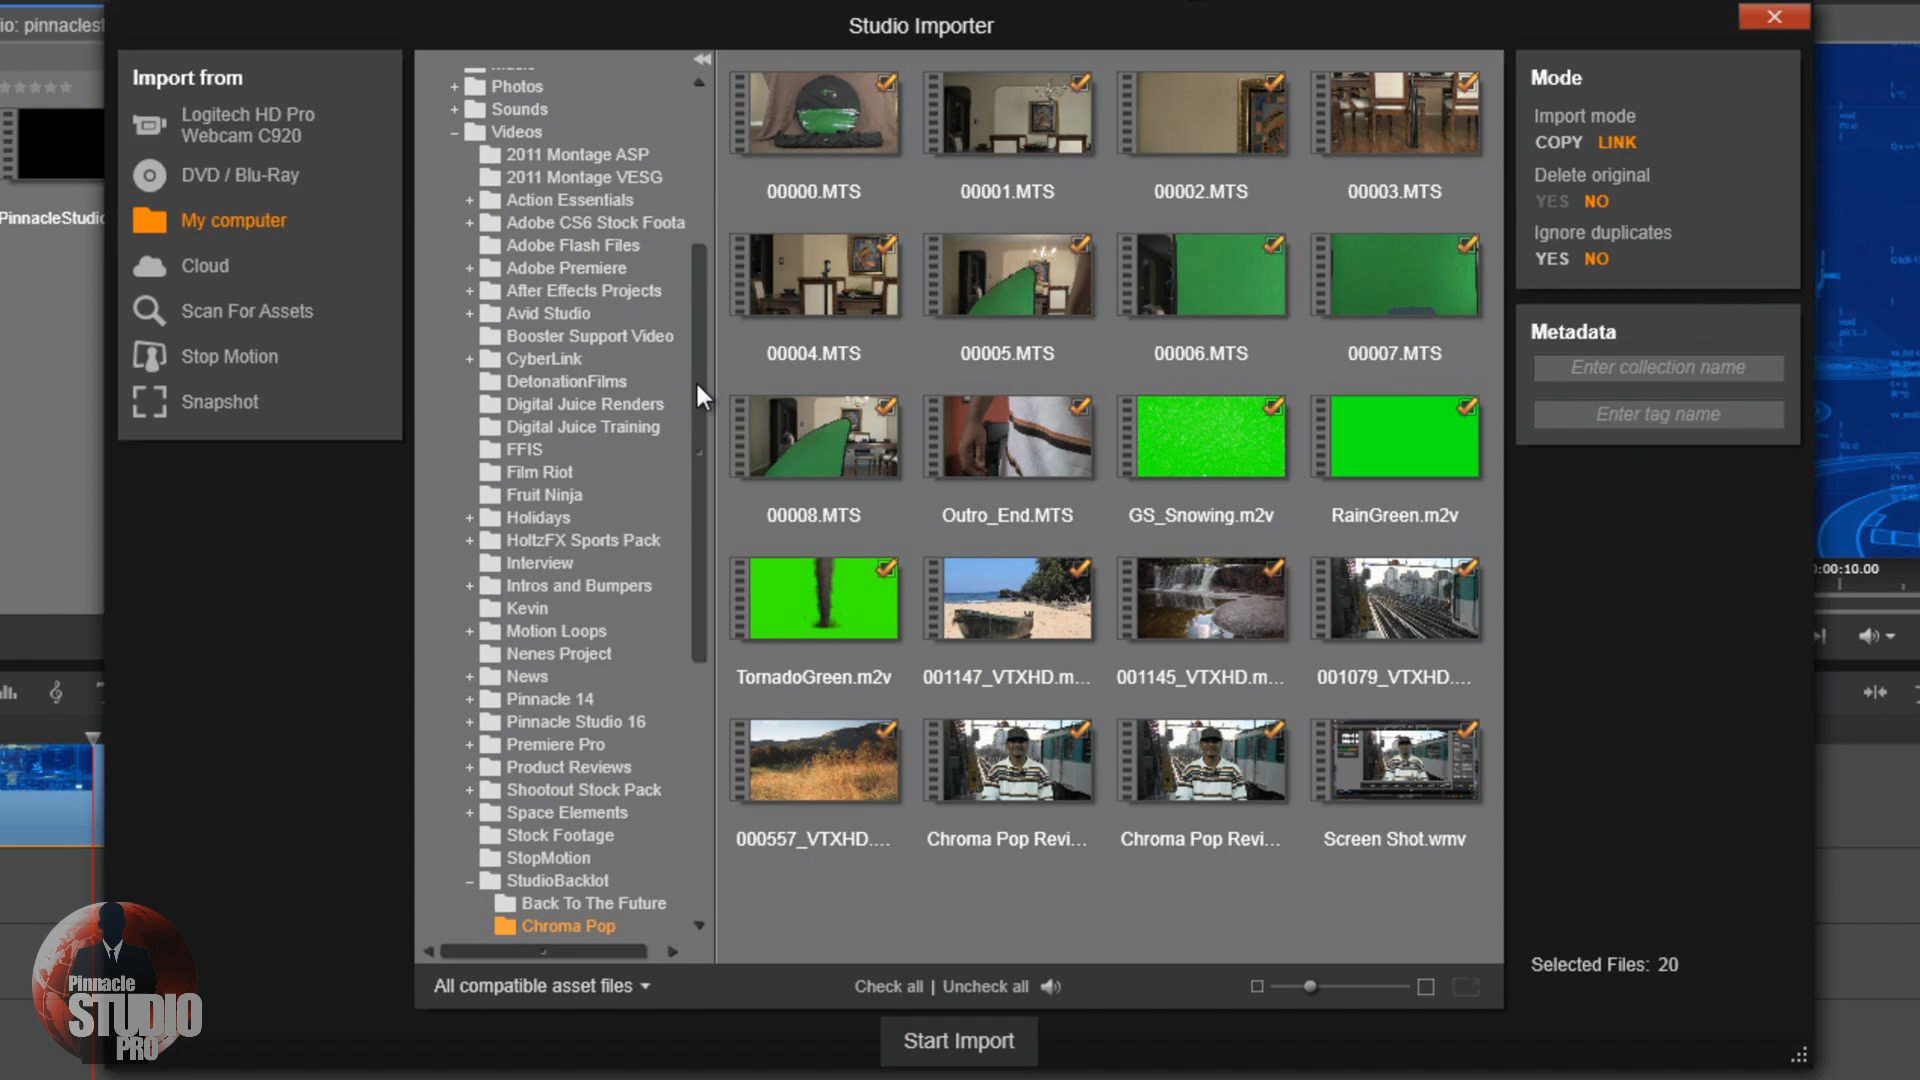 Studio Importer
io: pinnaclest
PinnacleStudio
Import from
Logitech HD Pro
Webcam C920
DVD / Blu-Ray
My computer
Cloud
Scan For Assets
Stop Motion
Snapshot
Photos
Sounds
Videos
2011 Montage ASP
2011 Montage VESG
Action Essentials
Adobe CS6 Stock Foota
Adobe Flash Files
Adobe Premiere
After Effects Projects
Avid Studio
Booster Support Video
CyberLink
DetonationFilms
Digital Juice Renders
Digital Juice Training
FFIS
Film Riot
Fruit Ninja
Holidays
HoltzFX Sports Pack
Interview
Intros and Bumpers
Kevin
Motion Loops
Nenes Project
News
Pinnacle 14
Pinnacle Studio 16
Premiere Pro
Product Reviews
Shootout Stock Pack
Space Elements
Stock Footage
StopMotion
StudioBacklot
Back To The Future
Chroma Pop
All compatible asset files
00000.MTS
00001.MTS
00002.MTS
00003.MTS
00004.MTS
00005.MTS
00006.MTS
00007.MTS
00008.MTS
Outro_End.MTS
GS_Snowing.m2v
RainGreen.m2v
TornadoGreen.m2v
001147_VTXHD.m...
001145_VTXHD.m...
001079_VTXHD....
000557_VTXHD....
Chroma Pop Revi...
Chroma Pop Revi...
Screen Shot.wmv
Check all | Uncheck all
Start Import
Mode
Import mode
COPY LINK
Delete original
YES NO
Ignore duplicates
YES NO
Metadata
Enter collection name
Enter tag name
Selected Files: 20
0:00:10.00
Pinnacle
STUDIO
PRO